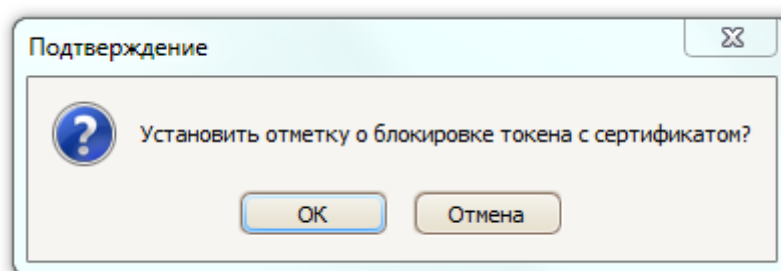 Подтверждение
Установить отметку о блокировке токена с сертификатом?
ОК
Отмена